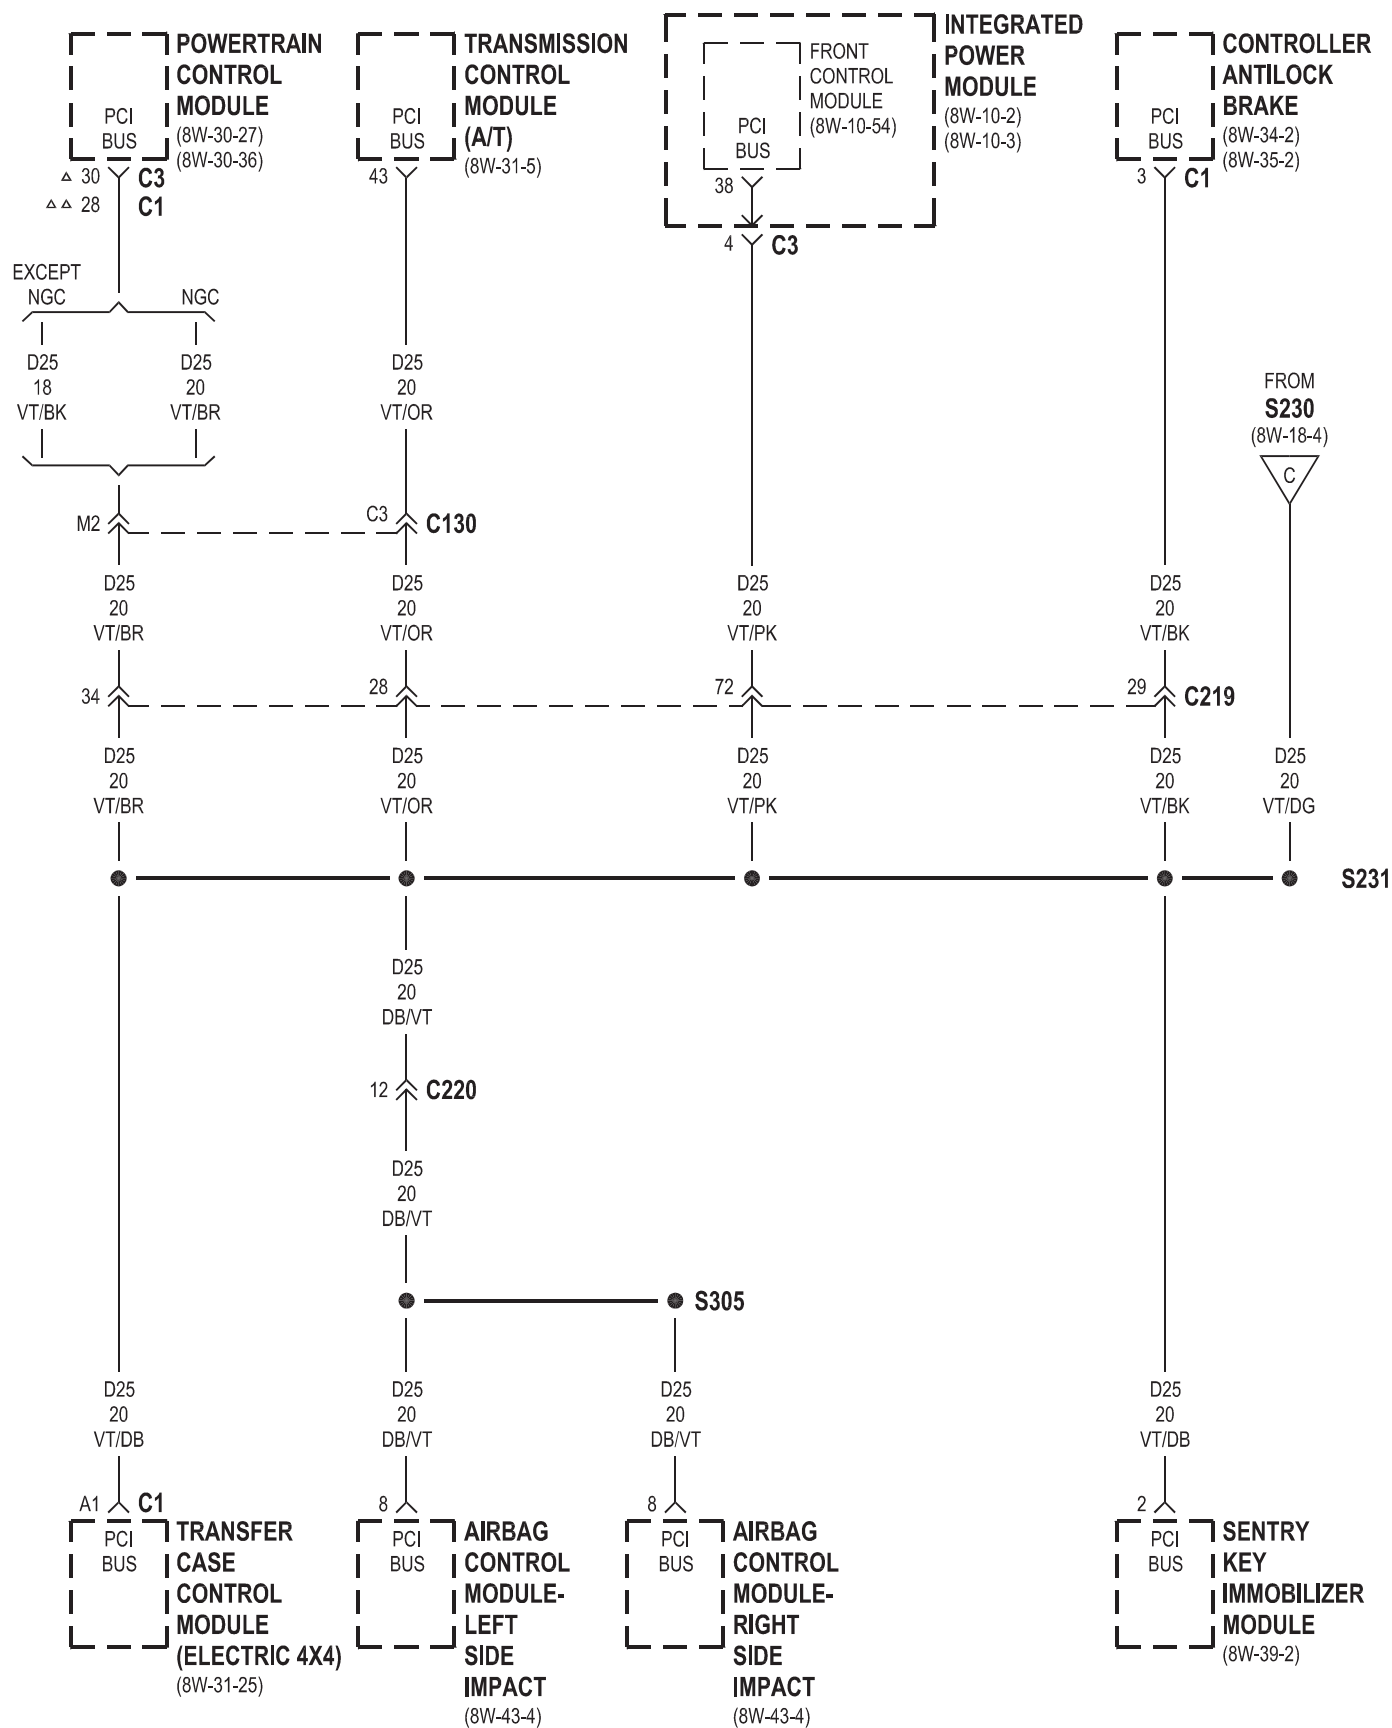 POWERTRAIN
CONTROL
MODULE
(8W-30-27)
(8W-30-36)
PCI
BUS
△ 30 C3
△ △ 28 C1
TRANSMISSION
CONTROL
MODULE
(A/T)
(8W-31-5)
PCI
BUS
43
FRONT
CONTROL
MODULE
(8W-10-54)
PCI
BUS
38
INTEGRATED
POWER
MODULE
(8W-10-2)
(8W-10-3)
4 C3
CONTROLLER
ANTILOCK
BRAKE
(8W-34-2)
(8W-35-2)
PCI
BUS
3 C1
EXCEPT
NGC
NGC
D25
18
VT/BK
D25
20
VT/BR
D25
20
VT/OR
FROM
S230
(8W-18-4)
C
M2
C3
C130
D25
20
VT/BR
D25
20
VT/OR
D25
20
VT/PK
D25
20
VT/BK
34
28
72
29
C219
D25
20
VT/BR
D25
20
VT/OR
D25
20
VT/PK
D25
20
VT/BK
D25
20
VT/DG
S231
D25
20
DB/VT
12 C220
D25
20
DB/VT
S305
D25
20
VT/DB
D25
20
DB/VT
D25
20
DB/VT
D25
20
VT/DB
A1 C1
PCI
BUS
TRANSFER
CASE
CONTROL
MODULE
(ELECTRIC 4X4)
(8W-31-25)
8
PCI
BUS
AIRBAG
CONTROL
MODULE-
LEFT
SIDE
IMPACT
(8W-43-4)
8
PCI
BUS
AIRBAG
CONTROL
MODULE-
RIGHT
SIDE
IMPACT
(8W-43-4)
2
PCI
BUS
SENTRY
KEY
IMMOBILIZER
MODULE
(8W-39-2)